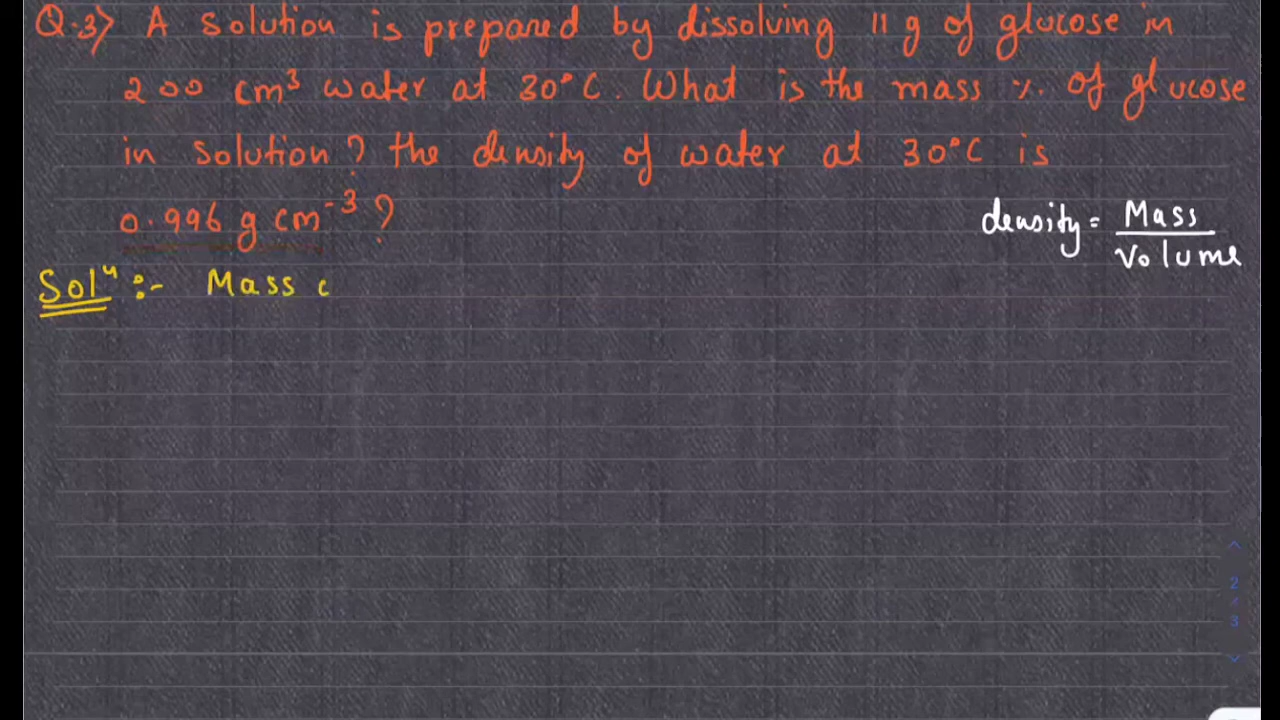 Q.3) A solution is prepared by dissolving 11 g of glucose in
200 cm³ water at 30°C. What is the mass %. of glucose
in solution? the density of water at 30°C is
0.996 g cm⁻³ ?
density = Mass
Volume
Solⁿ :- Mass c
2
3